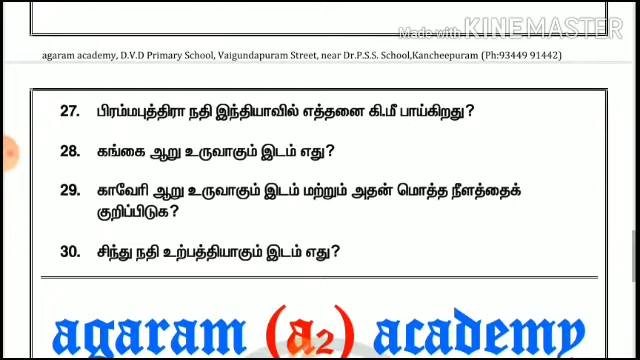 Made with KINEMASTER
agaram academy, D.V.D Primary School, Vaigundapuram Street, near Dr.P.S.S. School,Kancheepuram (Ph:93449 91442)
27. பிரம்மபுத்திரா நதி இந்தியாவில் எத்தனை கி.மீ பாய்கிறது?
28. கங்கை ஆறு உருவாகும் இடம் எது?
29. காவேரி ஆறு உருவாகும் இடம் மற்றும் அதன் மொத்த நீளத்தைக்
குறிப்பிடுக?
30. சிந்து நதி உற்பத்தியாகும் இடம் எது?
agaram (a2) academy